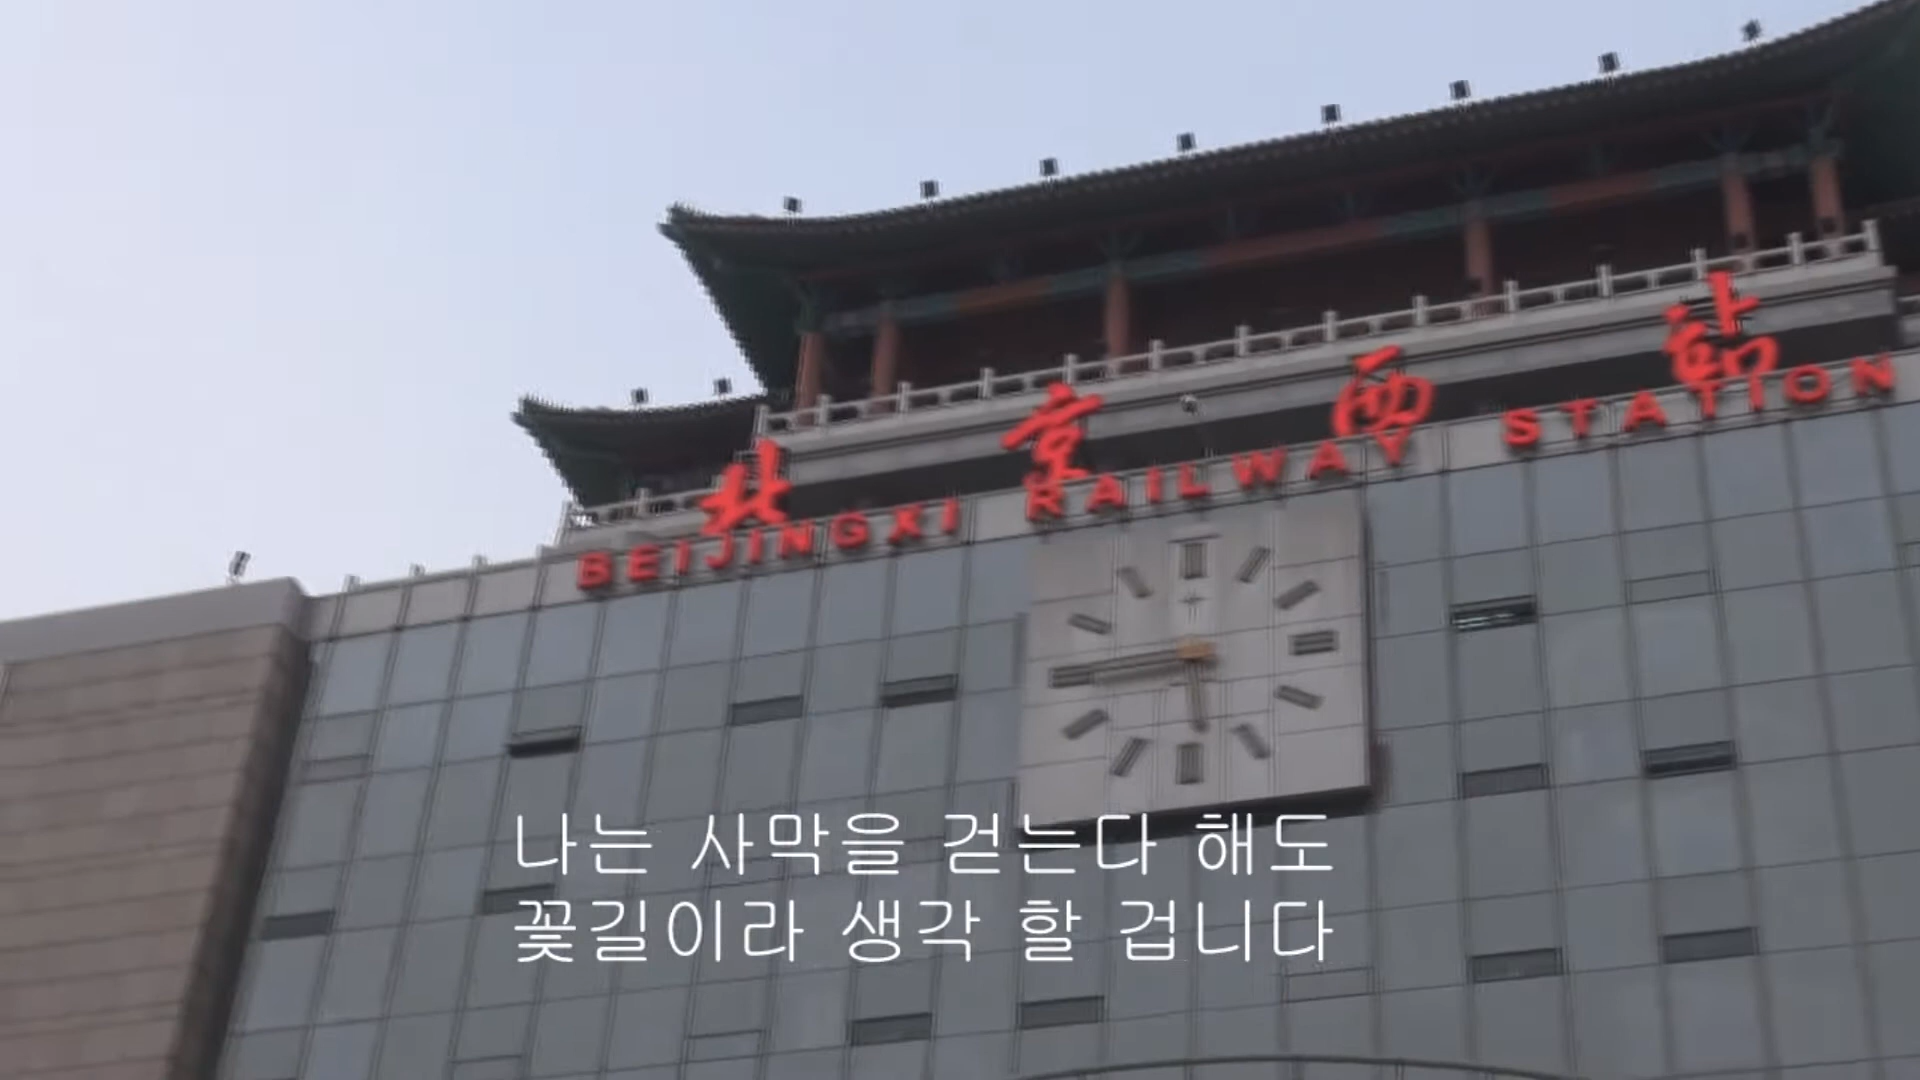 北京西站
BEIJINGXI RAILWAY STATION
나는 사막을 걷는다 해도
꽃길이라 생각 할 겁니다